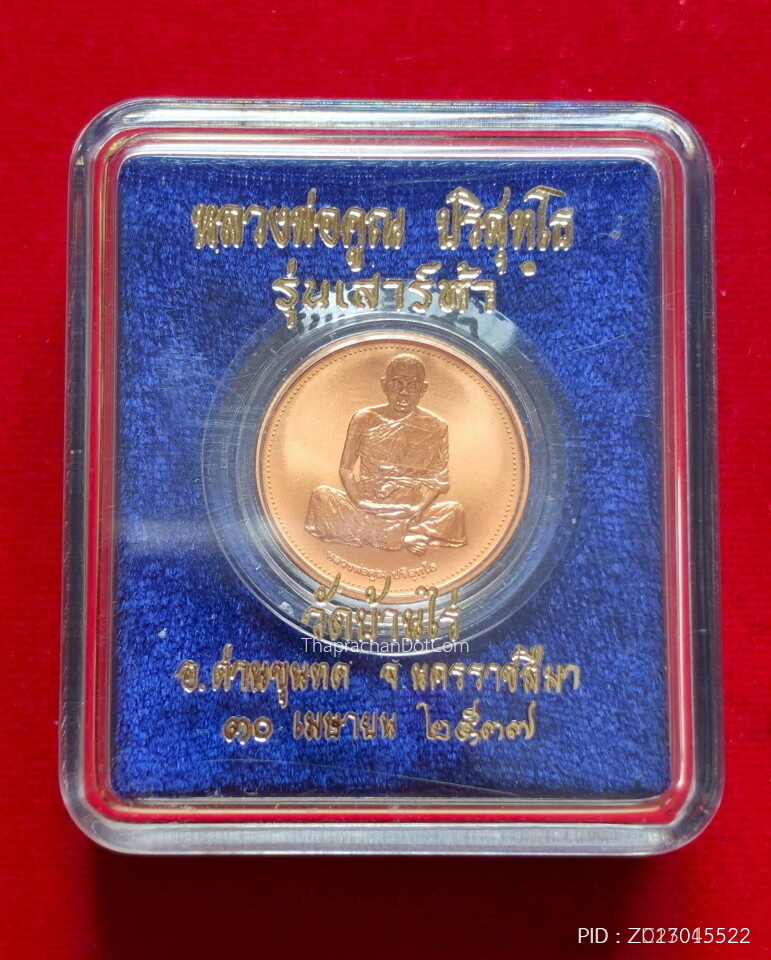 หลวงพ่อคูณ ปริสุทฺโธ
รุ่นเสาร์ห้า
หลวงพ่อคูณ ปริสุทฺโธ
วัดบ้านไร่
ThaprachanDotCom
อ.ด่านขุนทด จ.นครราชสีมา
๓๐ เมษายน ๒๕๓๗
PID :